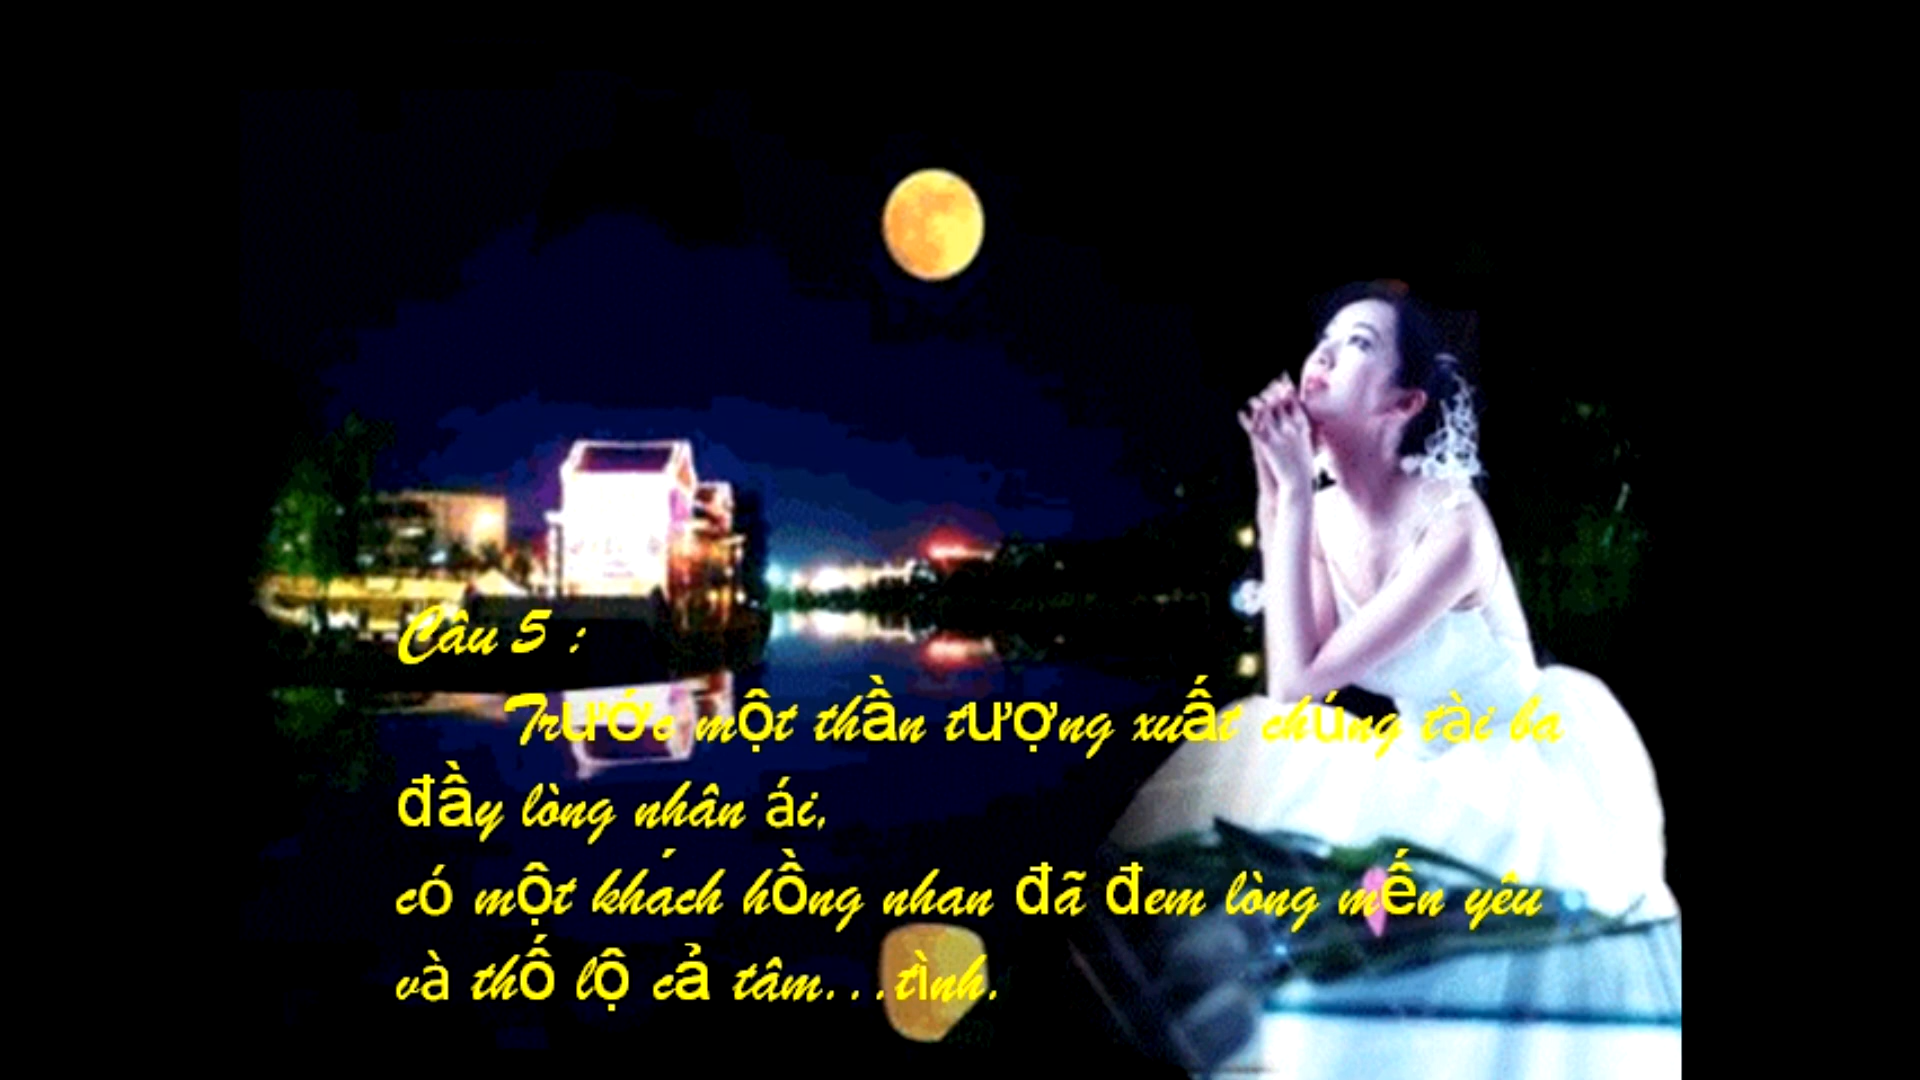 Câu 5 :
Trước một thần tượng xuất chúng tài ba
đầy lòng nhân ái,
có một khách hồng nhan đã đem lòng mến yêu
và thố lộ cả tâm...tình.